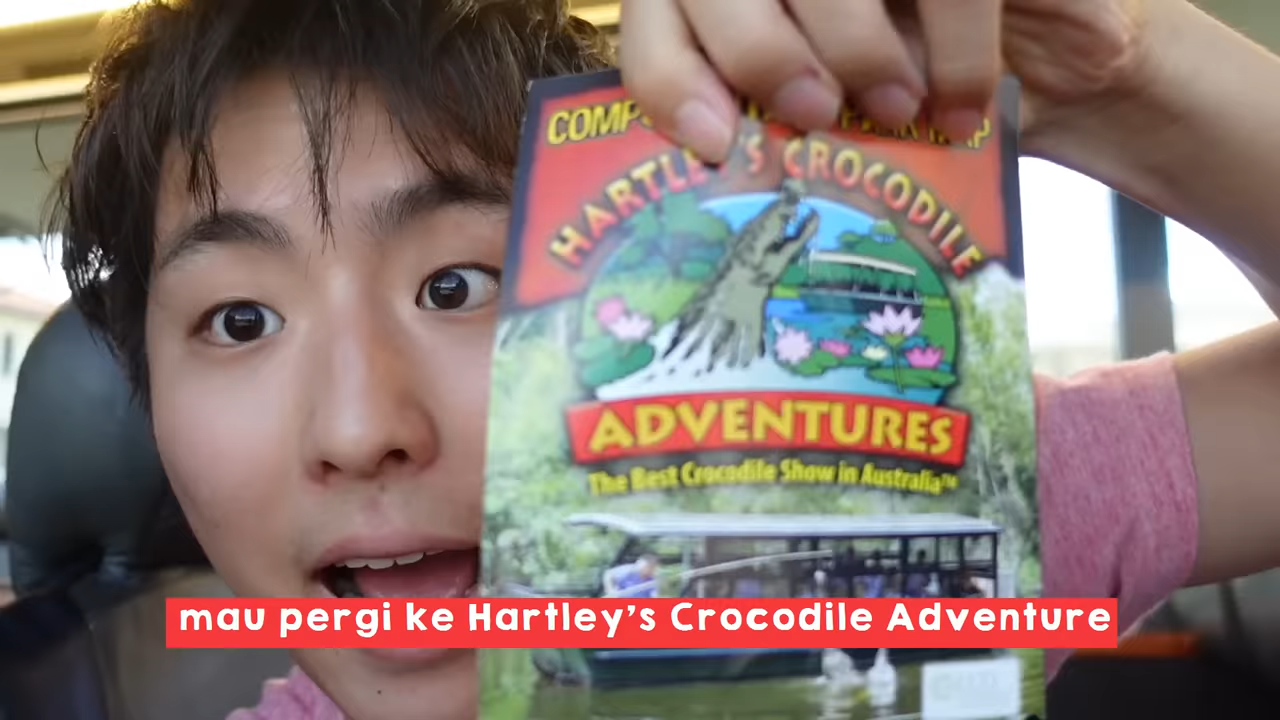 HARTLEY'S CROCODILE
ADVENTURES
The Best Crocodile Show in Australia™
mau pergi ke Hartley's Crocodile Adventure